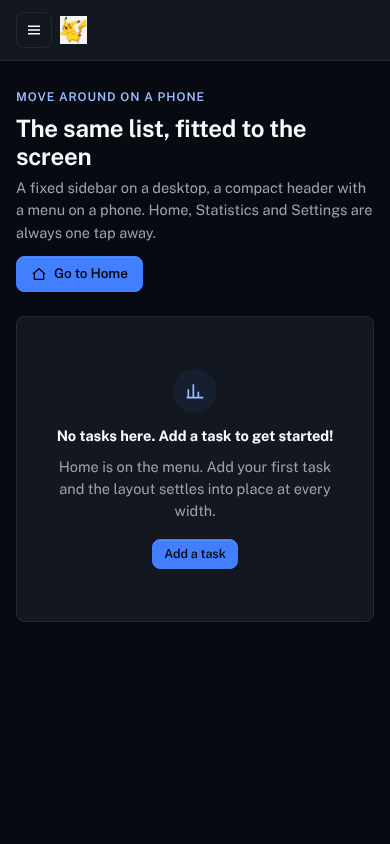 MOVE AROUND ON A PHONE
The same list, fitted to the
screen
A fixed sidebar on a desktop, a compact header with
a menu on a phone. Home, Statistics and Settings are
always one tap away.
Go to Home
No tasks here. Add a task to get started!
Home is on the menu. Add your first task
and the layout settles into place at every
width.
Add a task